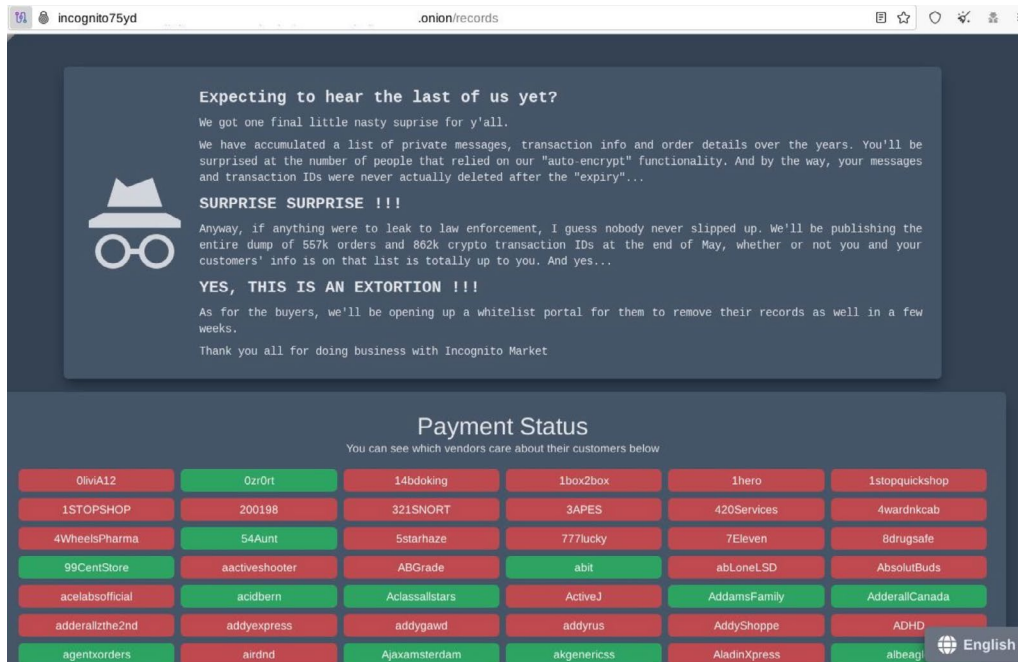 incognito75yd .onion/records
Expecting to hear the last of us yet?
We got one final little nasty suprise for y'all.
We have accumulated a list of private messages, transaction info and order details over the years. You'll be
surprised at the number of people that relied on our "auto-encrypt" functionality. And by the way, your messages
and transaction IDs were never actually deleted after the "expiry"...
SURPRISE SURPRISE !!!
Anyway, if anything were to leak to law enforcement, I guess nobody never slipped up. We'll be publishing the
entire dump of 557k orders and 862k crypto transaction IDs at the end of May, whether or not you and your
customers' info is on that list is totally up to you. And yes...
YES, THIS IS AN EXTORTION !!!
As for the buyers, we'll be opening up a whitelist portal for them to remove their records as well in a few
weeks.
Thank you all for doing business with Incognito Market
Payment Status
You can see which vendors care about their customers below
0liviA12 0zr0rt 14bdoking 1box2box 1hero 1stopquickshop
1STOPSHOP 200198 321SNORT 3APES 420Services 4wardnkcab
4WheelsPharma 54Aunt 5starhaze 777lucky 7Eleven 8drugsafe
99CentStore aactiveshooter ABGrade abit abLoneLSD AbsolutBuds
acelabsofficial acidbern Aclassallstars ActiveJ AddamsFamily AdderallCanada
adderallzthe2nd addyexpress addygawd addyrus AddyShoppe ADHD
agentxorders airdnd Ajaxamsterdam akgenericss AladinXpress
English